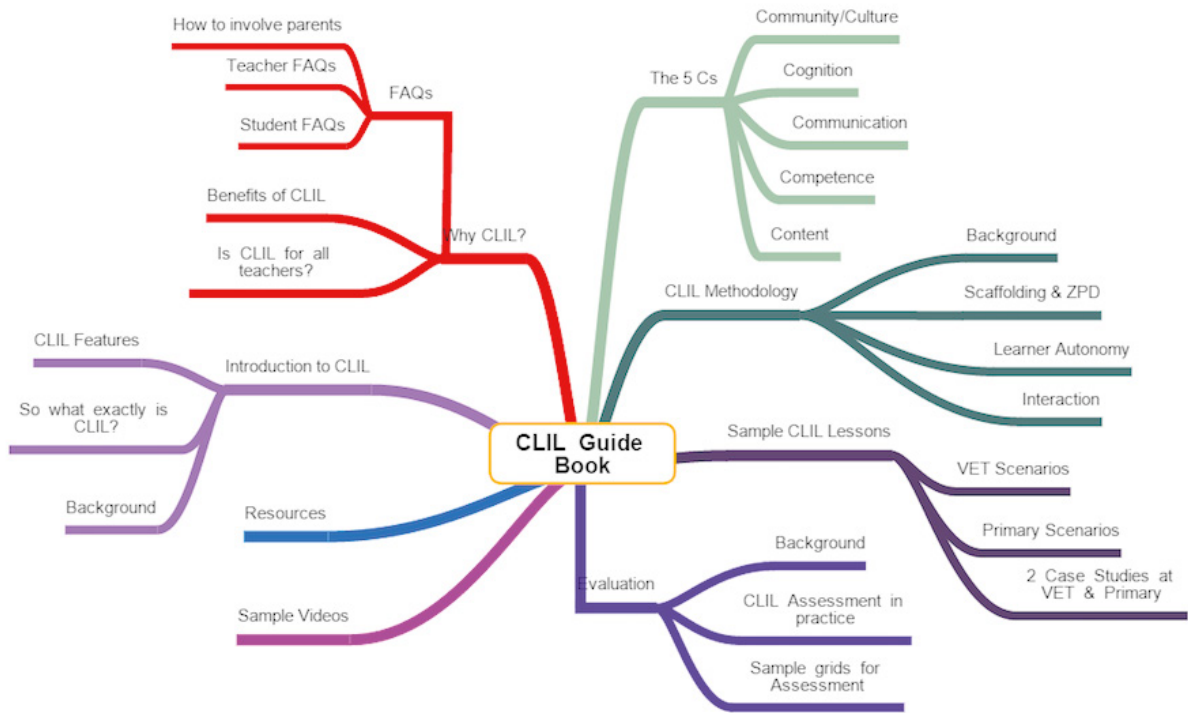 How to involve parents
Teacher FAQs
Student FAQs
FAQs
Benefits of CLIL
Is CLIL for all
teachers?
Why CLIL?
CLIL Features
So what exactly is
CLIL?
Background
Introduction to CLIL
Resources
Sample Videos
CLIL Guide
Book
The 5 Cs
Community/Culture
Cognition
Communication
Competence
Content
CLIL Methodology
Background
Scaffolding & ZPD
Learner Autonomy
Interaction
Sample CLIL Lessons
VET Scenarios
Primary Scenarios
2 Case Studies at
VET & Primary
Evaluation
Background
CLIL Assessment in
practice
Sample grids for
Assessment